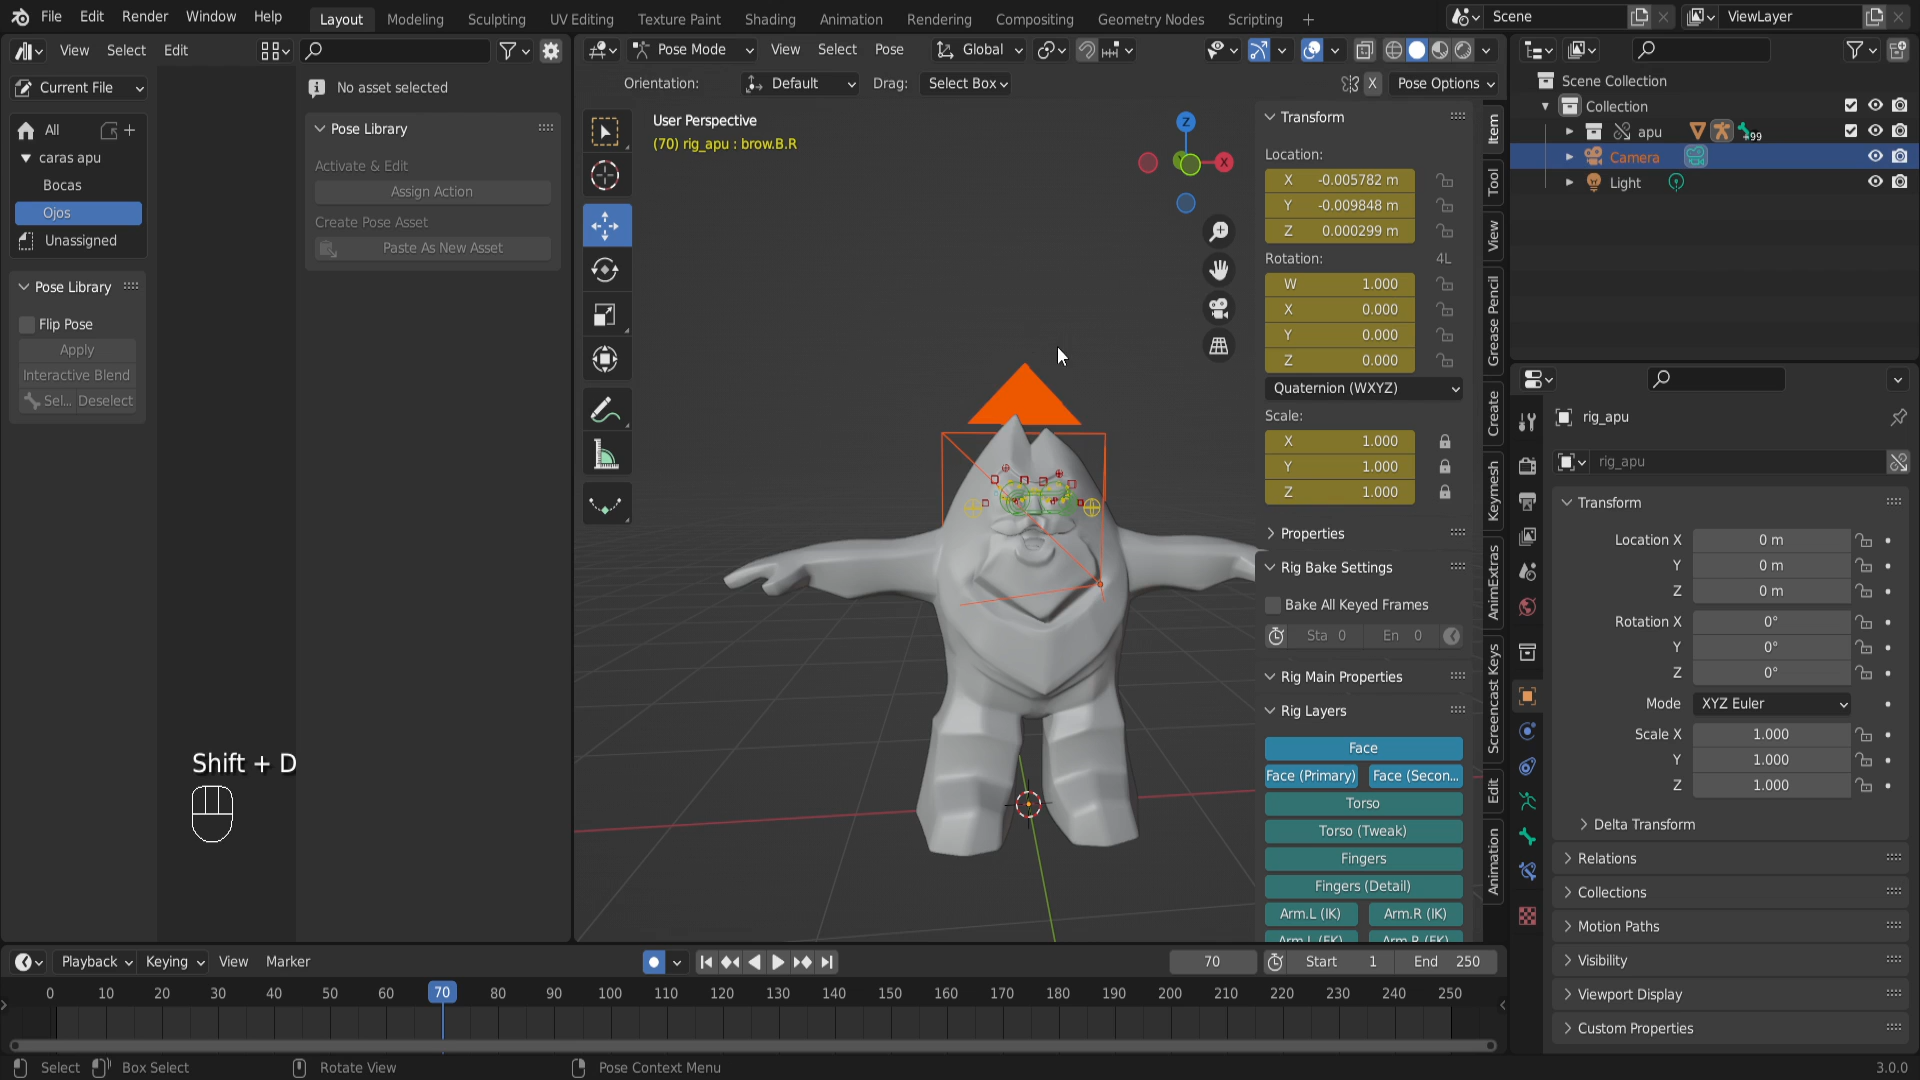 File Edit Render Window Help Layout Modeling Sculpting UV Editing Texture Paint Shading Animation Rendering Compositing Geometry Nodes Scripting + Scene ViewLayer
View Select Edit
Pose Mode View Select Pose Global
Orientation: Default Drag: Select Box X Pose Options
Current File
All
caras apu
Bocas
Ojos
Unassigned
Pose Library
Flip Pose
Apply
Interactive Blend
Sel... Deselect
No asset selected
Pose Library
Activate & Edit
Assign Action
Create Pose Asset
Paste As New Asset
Shift + D
User Perspective
(70) rig_apu : brow.B.R
Z
X
Transform
Location:
X -0.005782 m
Y -0.009848 m
Z 0.000299 m
Rotation: 4L
W 1.000
X 0.000
Y 0.000
Z 0.000
Quaternion (WXYZ)
Scale:
X 1.000
Y 1.000
Z 1.000
Properties
Rig Bake Settings
Bake All Keyed Frames
Sta 0 En 0
Rig Main Properties
Rig Layers
Face
Face (Primary) Face (Secon...
Torso
Torso (Tweak)
Fingers
Fingers (Detail)
Arm.L (IK) Arm.R (IK)
Arm.L (FK) Arm.R (FK)
Item
Tool
View
Grease Pencil
Create
Keymesh
AnimExtras
Screencast Keys
Edit
Animation
Scene Collection
Collection
apu 99
Camera
Light
rig_apu
rig_apu
Transform
Location X 0 m
Y 0 m
Z 0 m
Rotation X 0°
Y 0°
Z 0°
Mode XYZ Euler
Scale X 1.000
Y 1.000
Z 1.000
Delta Transform
Relations
Collections
Motion Paths
Visibility
Viewport Display
Custom Properties
Playback Keying View Marker 70 Start 1 End 250
0 10 20 30 40 50 60 70 80 90 100 110 120 130 140 150 160 170 180 190 200 210 220 230 240 250
Select Box Select Rotate View Pose Context Menu 3.0.0